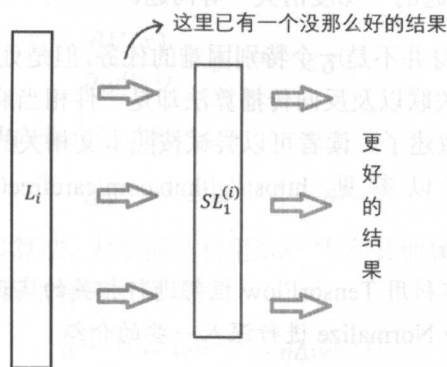 这里已有一个没那么好的结果
L_i
SL_1^{(i)}
更
好
的
结
果